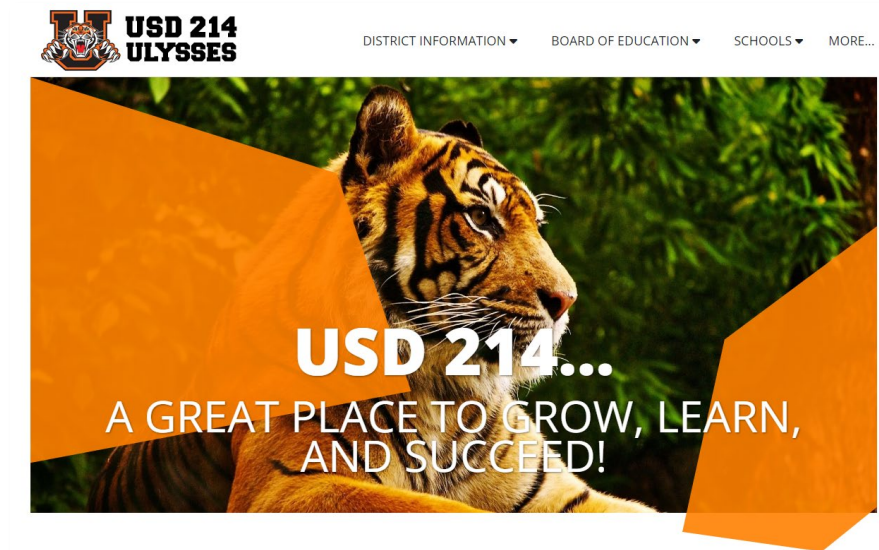 USD 214
ULYSSES
DISTRICT INFORMATION
BOARD OF EDUCATION
SCHOOLS
MORE...
USD 214...
A GREAT PLACE TO GROW, LEARN,
AND SUCCEED!